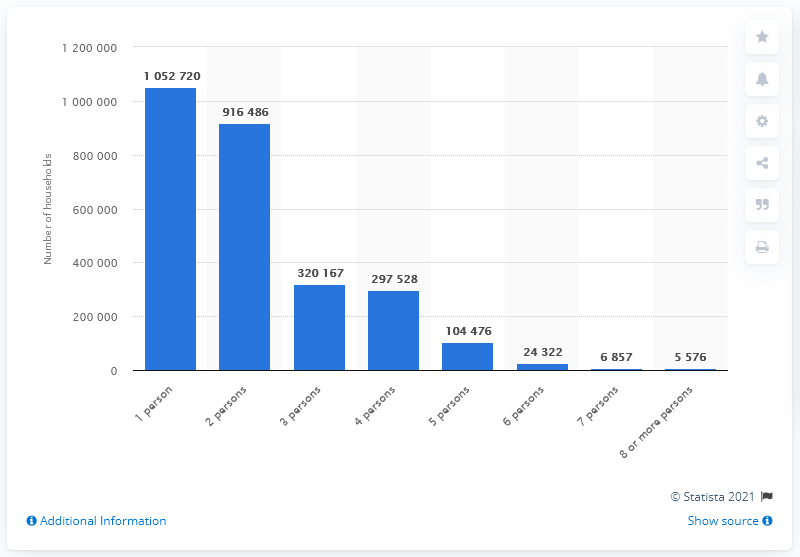 1 200 000
1 000 000
800 000
600 000
400 000
200 000
0
Number of households
1 052 720
916 486
320 167
297 528
104 476
24 322
6 857
5 576
1 person
2 persons
3 persons
4 persons
5 persons
6 persons
7 persons
8 or more persons
© Statista 2021
Additional Information
Show source